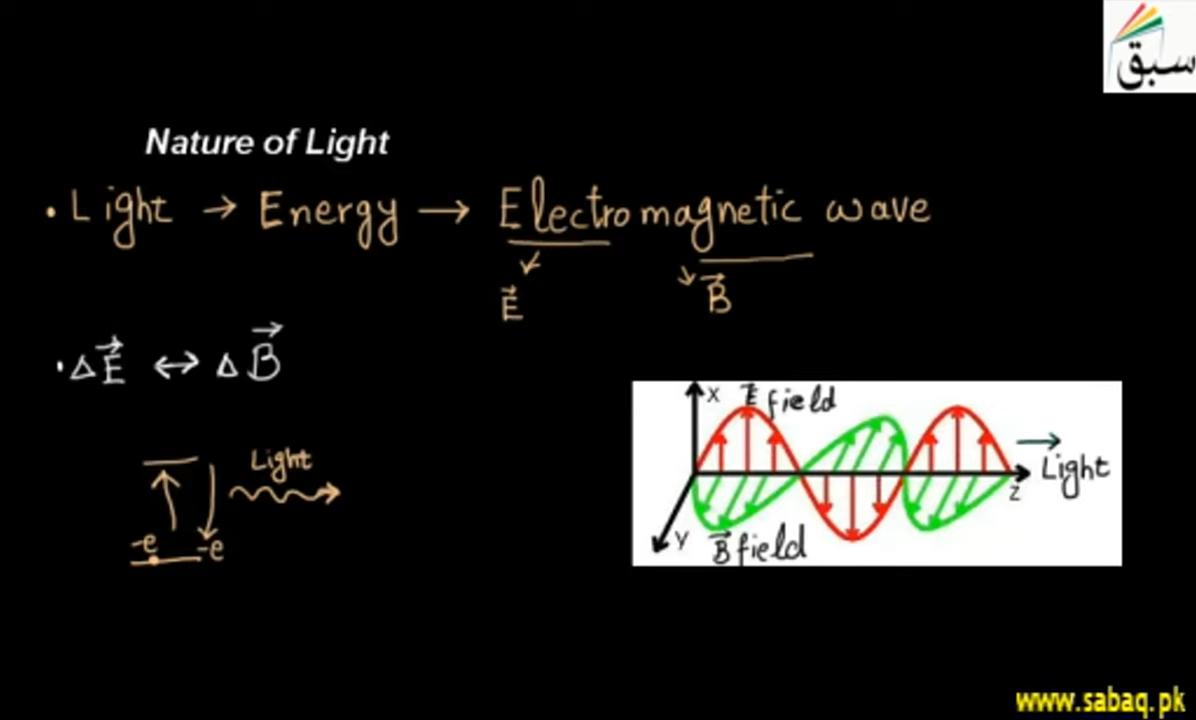 سبق
Nature of Light
• Light → Energy → Electromagnetic wave
E⃗ B⃗
• ΔE⃗ ↔ ΔB⃗
X E⃗ field
Light
Light
Z
-e -e
Y B⃗ field
www.sabaq.pk